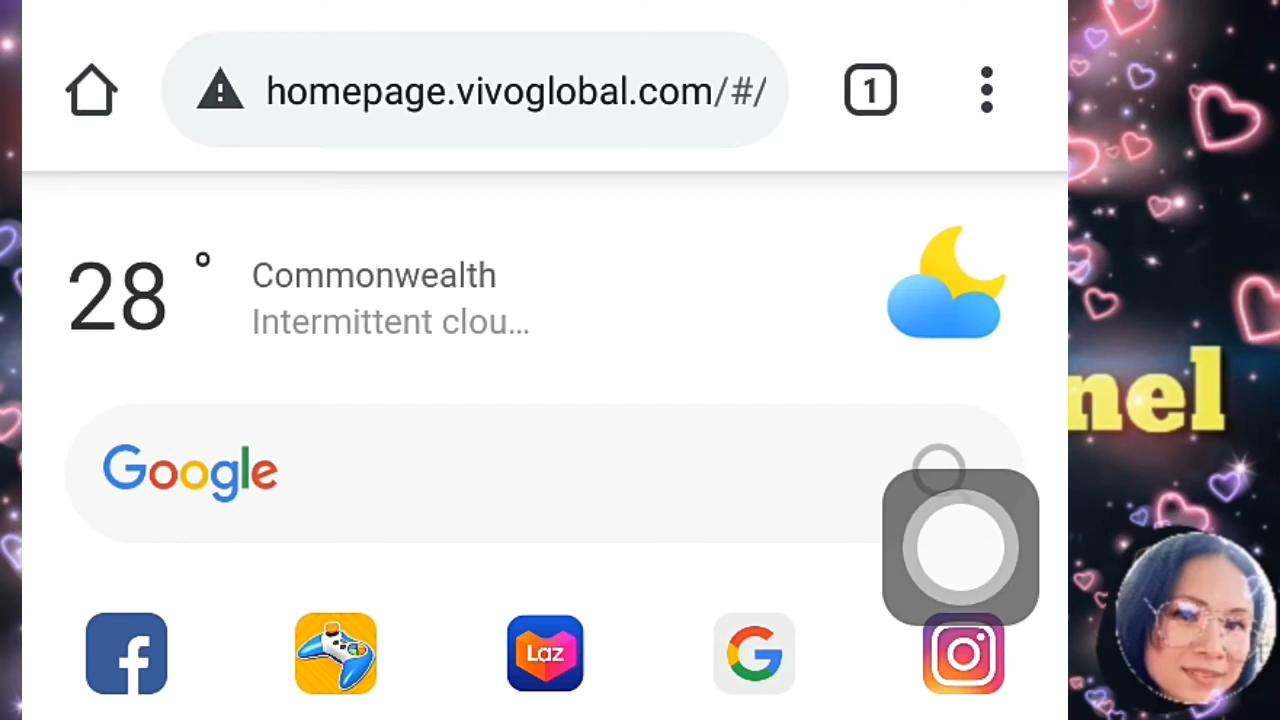 homepage.vivoglobal.com/#/
1
28°
Commonwealth
Intermittent clou...
Google
nel
f
Laz
G